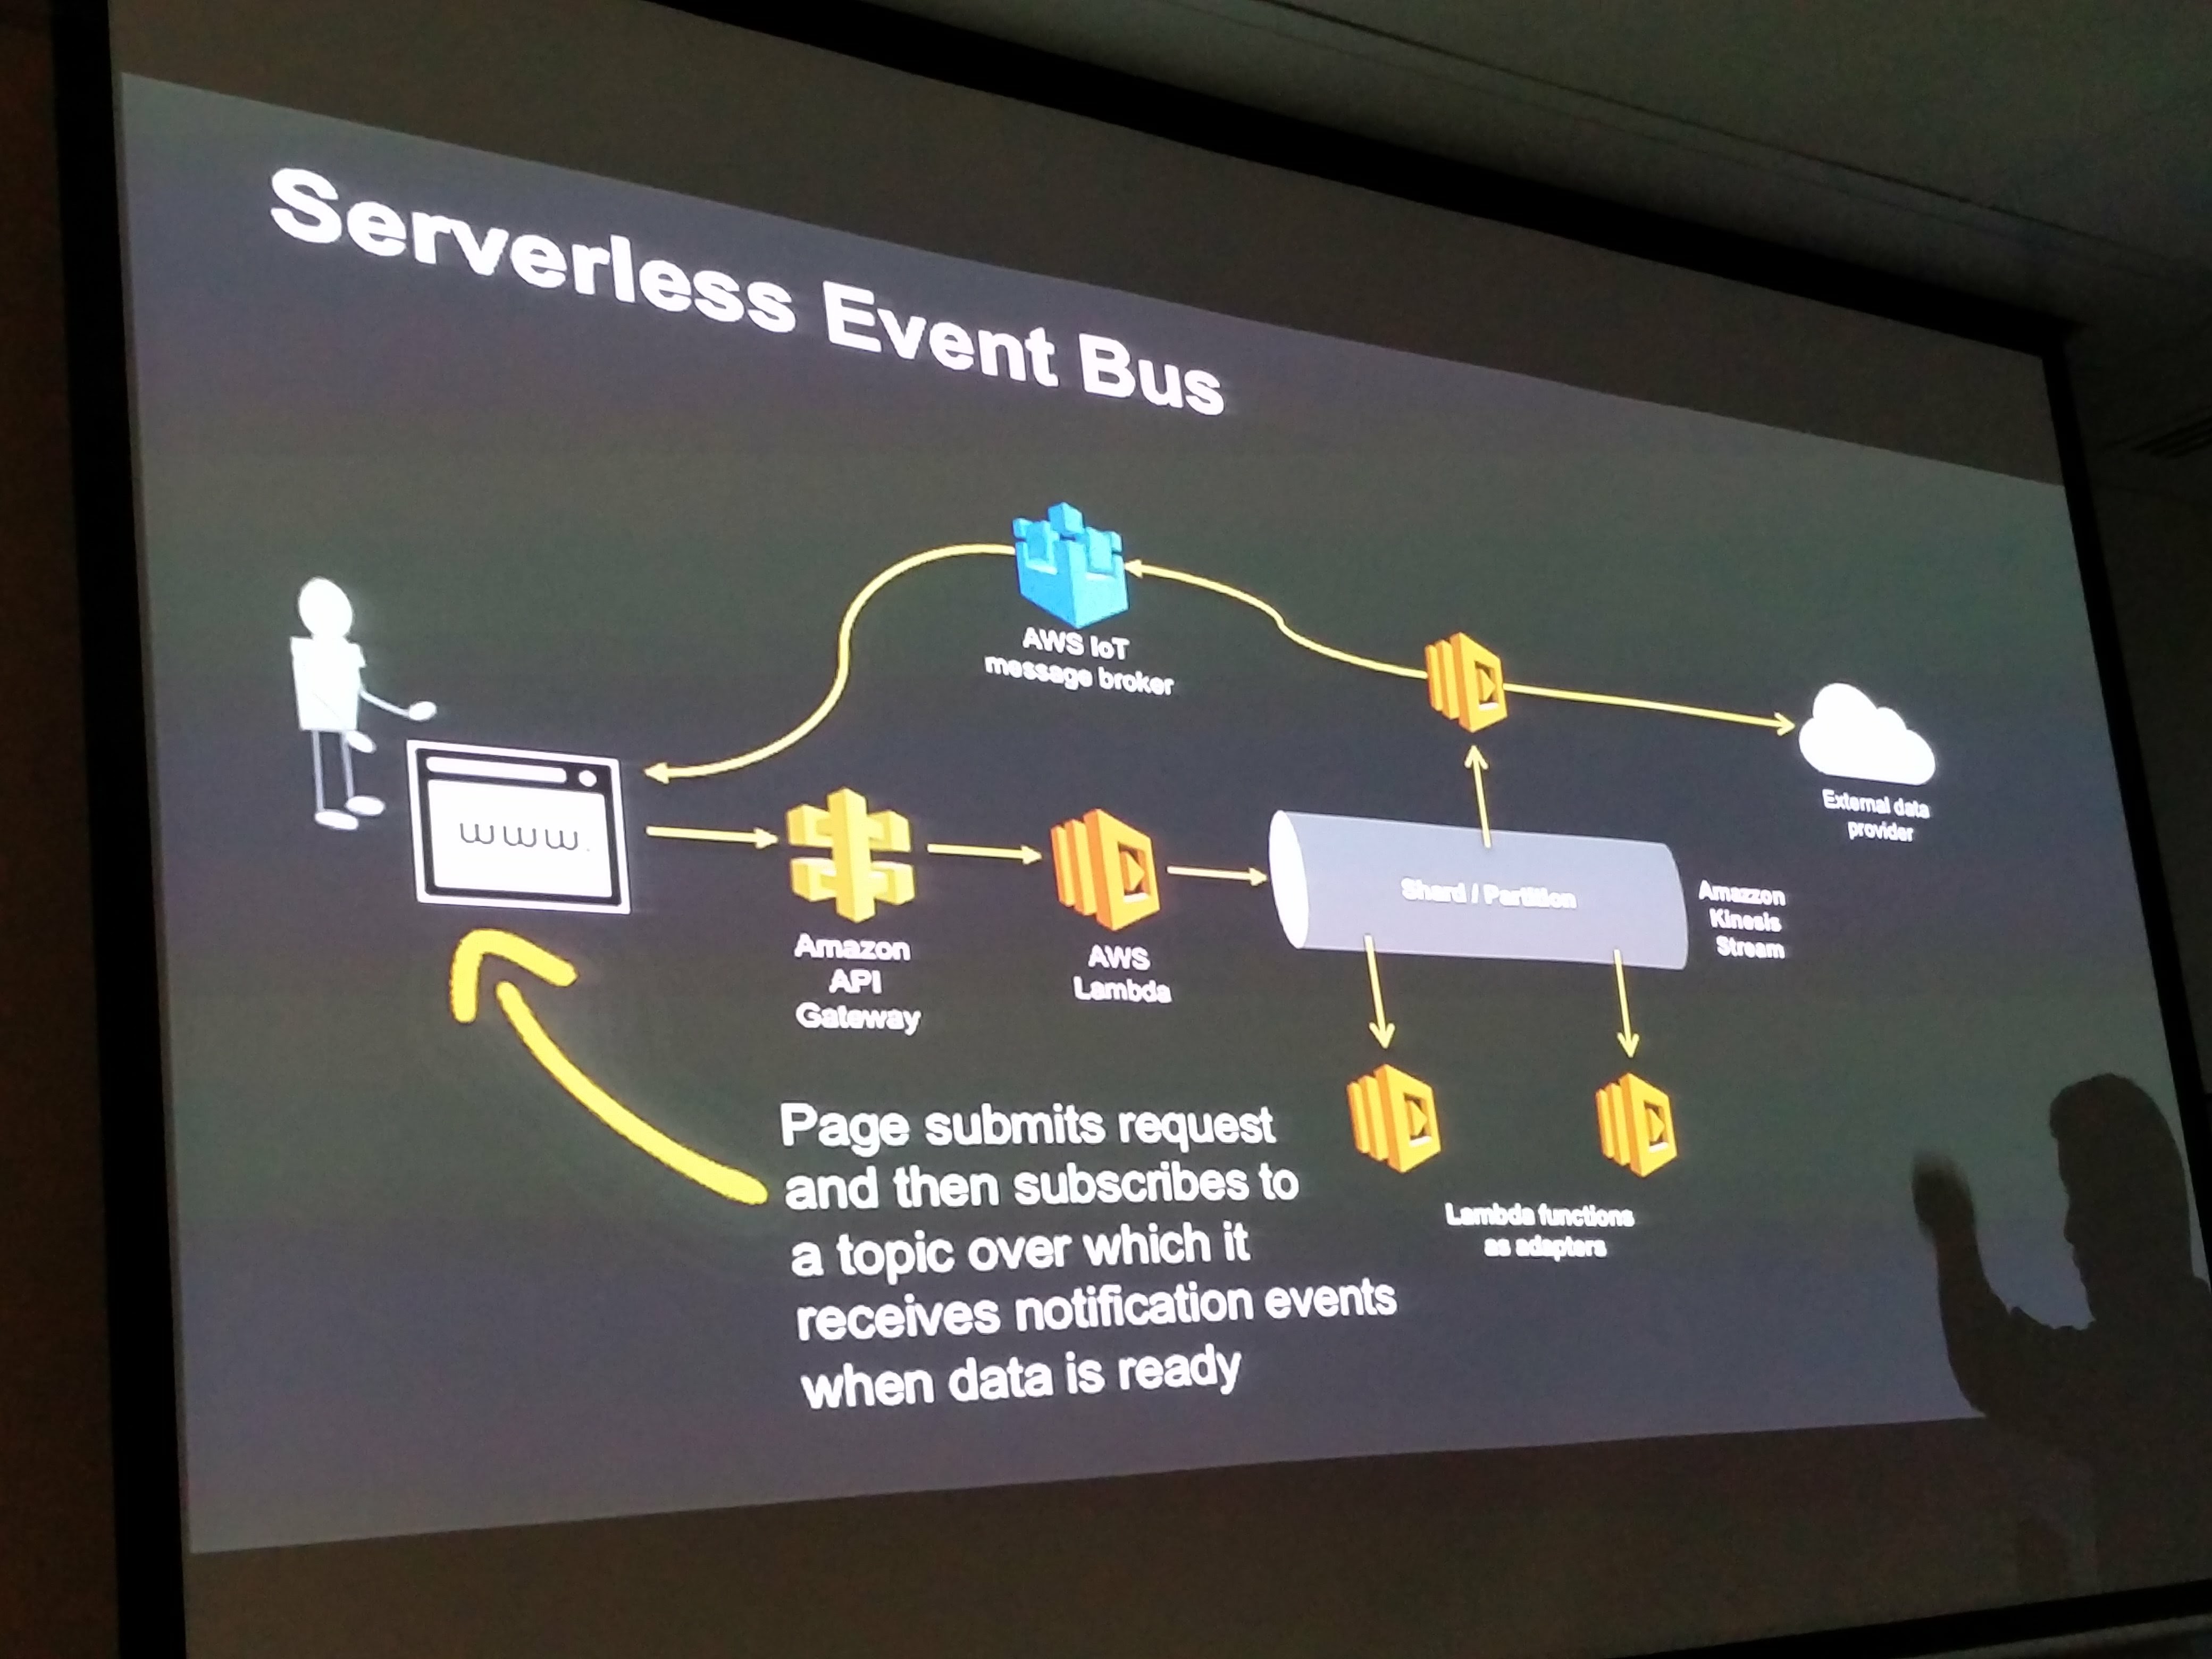 Serverless Event Bus
AWS IoT
message broker
External data
provider
www.
Shard / Partition
Amazzon
Kinesis
Stream
Amazon
API
Gateway
AWS
Lambda
Page submits request
and then subscribes to
a topic over which it
receives notification events
when data is ready
Lambda functions
as adapters